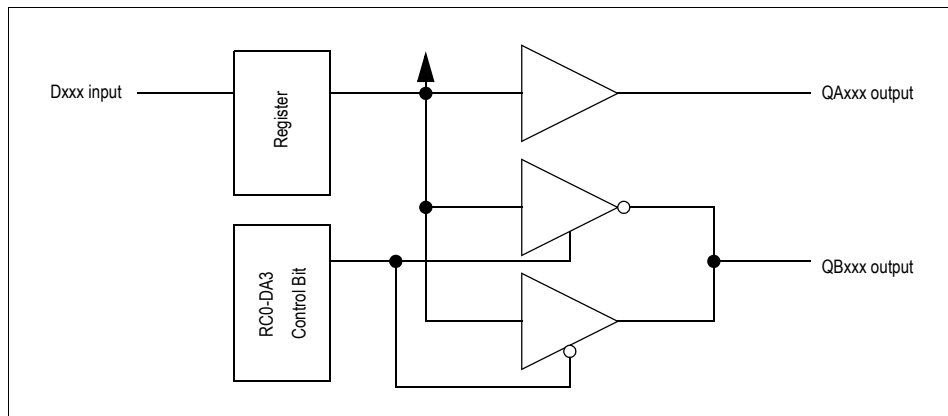 Dxxx input
Register
QAxxx output
RC0-DA3
Control Bit
QBxxx output